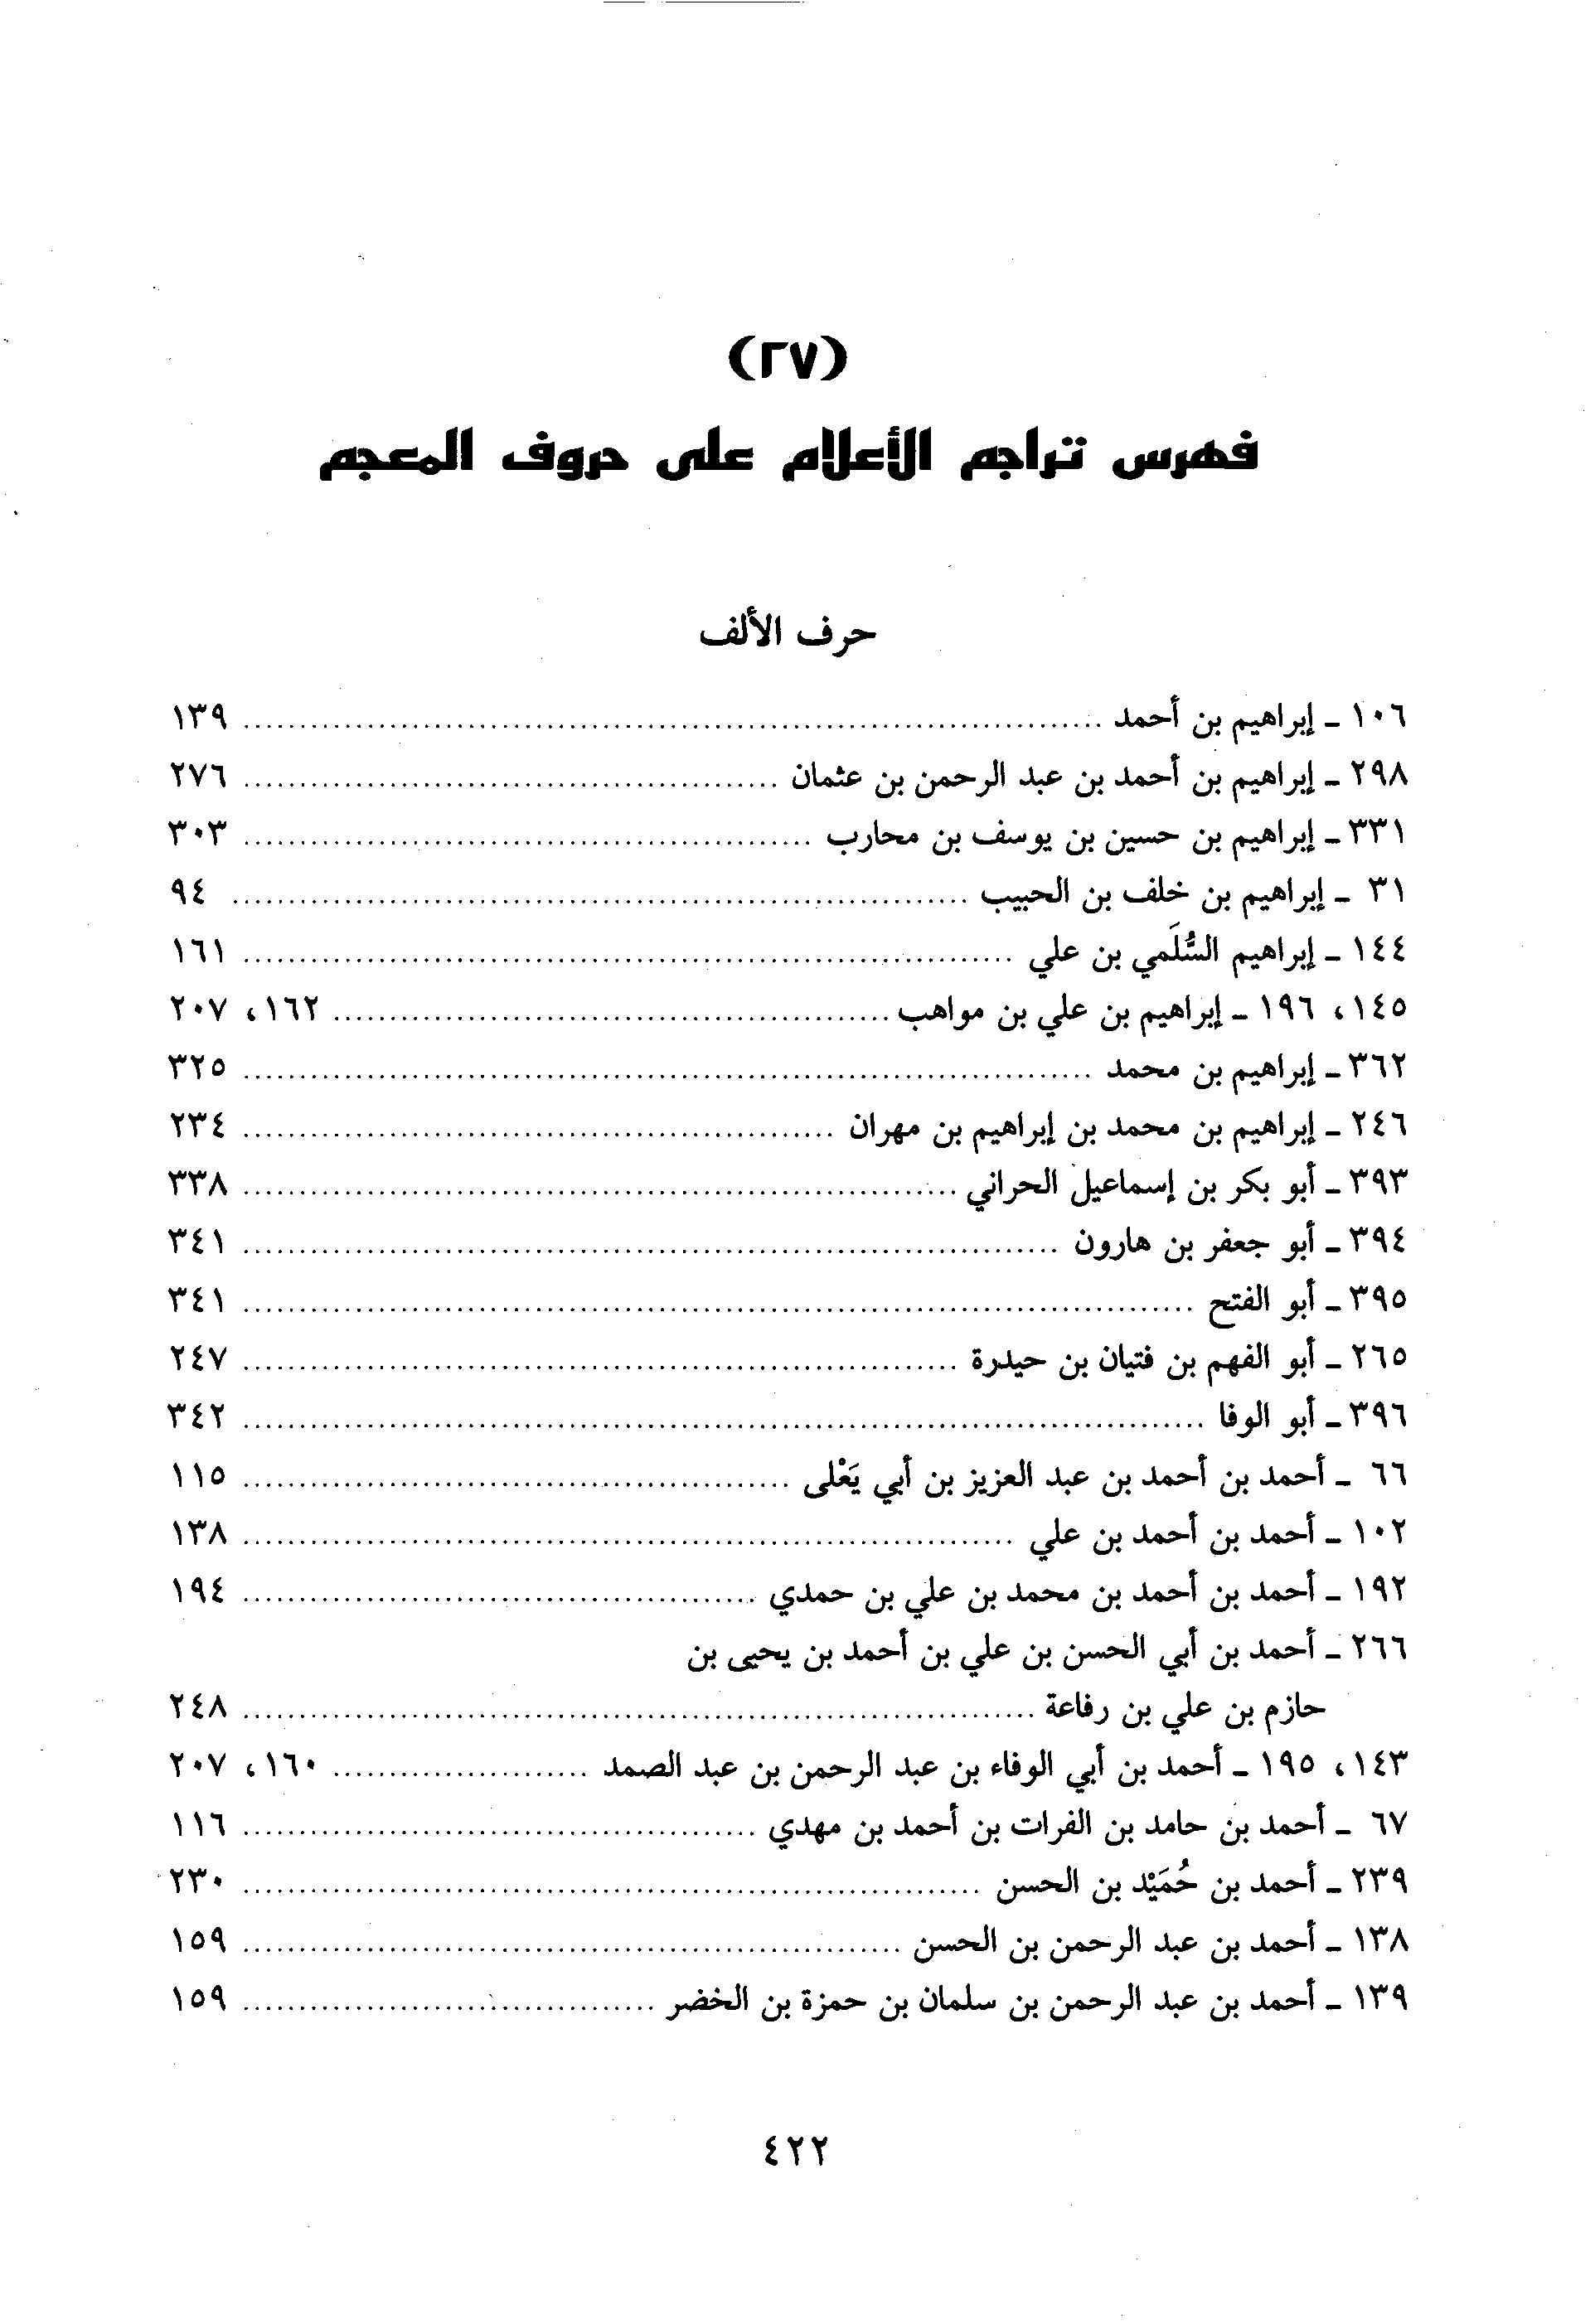 (٢٧)
فهرس تراجم الأعلام على حروف المعجم
حرف الألف
١٠٦ - إبراهيم بن أحمد ........ ١٣٩
٢٩٨ - إبراهيم بن أحمد بن عبد الرحمن بن عثمان ........ ٢٧٦
٣٣١ - إبراهيم بن حسين بن يوسف بن محارب ........ ٣٠٣
٣١ - إبراهيم بن خلف بن الحبيب ........ ٩٤
١٤٤ - إبراهيم السُّلَمي بن علي ........ ١٦١
١٤٥، ١٩٦ - إبراهيم بن علي بن مواهب ........ ١٦٢، ٢٠٧
٣٦٢ - إبراهيم بن محمد ........ ٣٢٥
٢٤٦ - إبراهيم بن محمد بن إبراهيم بن مهران ........ ٢٣٤
٣٩٣ - أبو بكر بن إسماعيل الحراني ........ ٣٣٨
٣٩٤ - أبو جعفر بن هارون ........ ٣٤١
٣٩٥ - أبو الفتح ........ ٣٤١
٢٦٥ - أبو الفهم بن فتيان بن حيدرة ........ ٢٤٧
٣٩٦ - أبو الوفا ........ ٣٤٢
٦٦ - أحمد بن أحمد بن عبد العزيز بن أبي يَعْلى ........ ١١٥
١٠٢ - أحمد بن أحمد بن علي ........ ١٣٨
١٩٢ - أحمد بن أحمد بن محمد بن علي بن حمدي ........ ١٩٤
٢٦٦ - أحمد بن أبي الحسن بن علي بن أحمد بن يحيى بن
حازم بن علي بن رفاعة ........ ٢٤٨
١٤٣، ١٩٥ - أحمد بن أبي الوفاء بن عبد الرحمن بن عبد الصمد ........ ١٦٠، ٢٠٧
٦٧ - أحمد بن حامد بن الفرات بن أحمد بن مهدي ........ ١١٦
٢٣٩ - أحمد بن حُمَيْد بن الحسن ........ ٢٣٠
١٣٨ - أحمد بن عبد الرحمن بن الحسن ........ ١٥٩
١٣٩ - أحمد بن عبد الرحمن بن سلمان بن حمزة بن الخضر ........ ١٥٩
٤٢٢